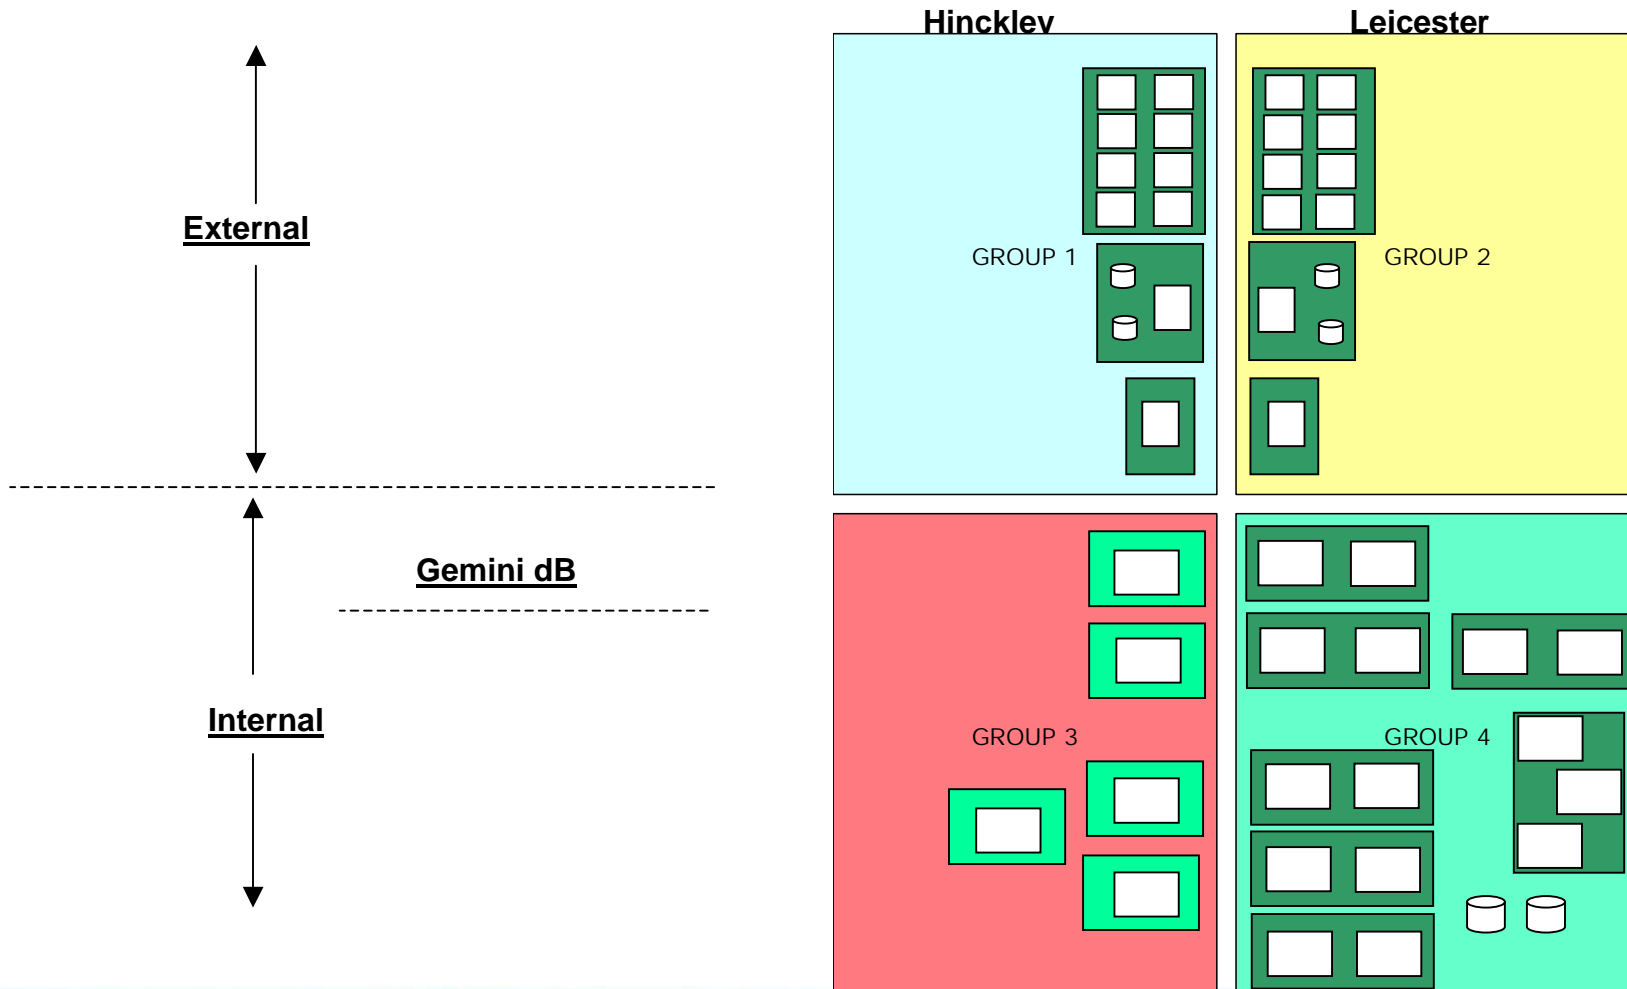 Hinckley
Leicester
External
GROUP 1
GROUP 2
Gemini dB
Internal
GROUP 3
GROUP 4